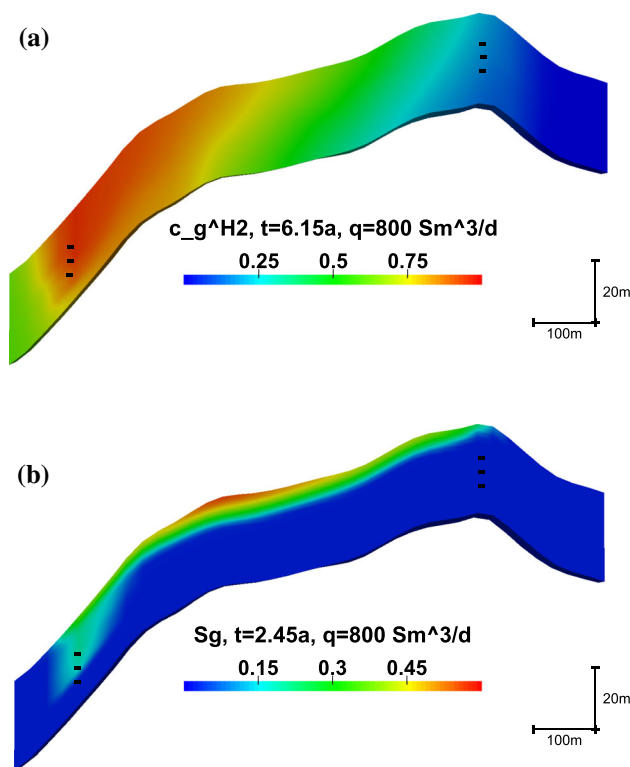 (a)
c_g^H2, t=6.15a, q=800 Sm^3/d
0.25 0.5 0.75
20m
100m
(b)
Sg, t=2.45a, q=800 Sm^3/d
0.15 0.3 0.45
20m
100m